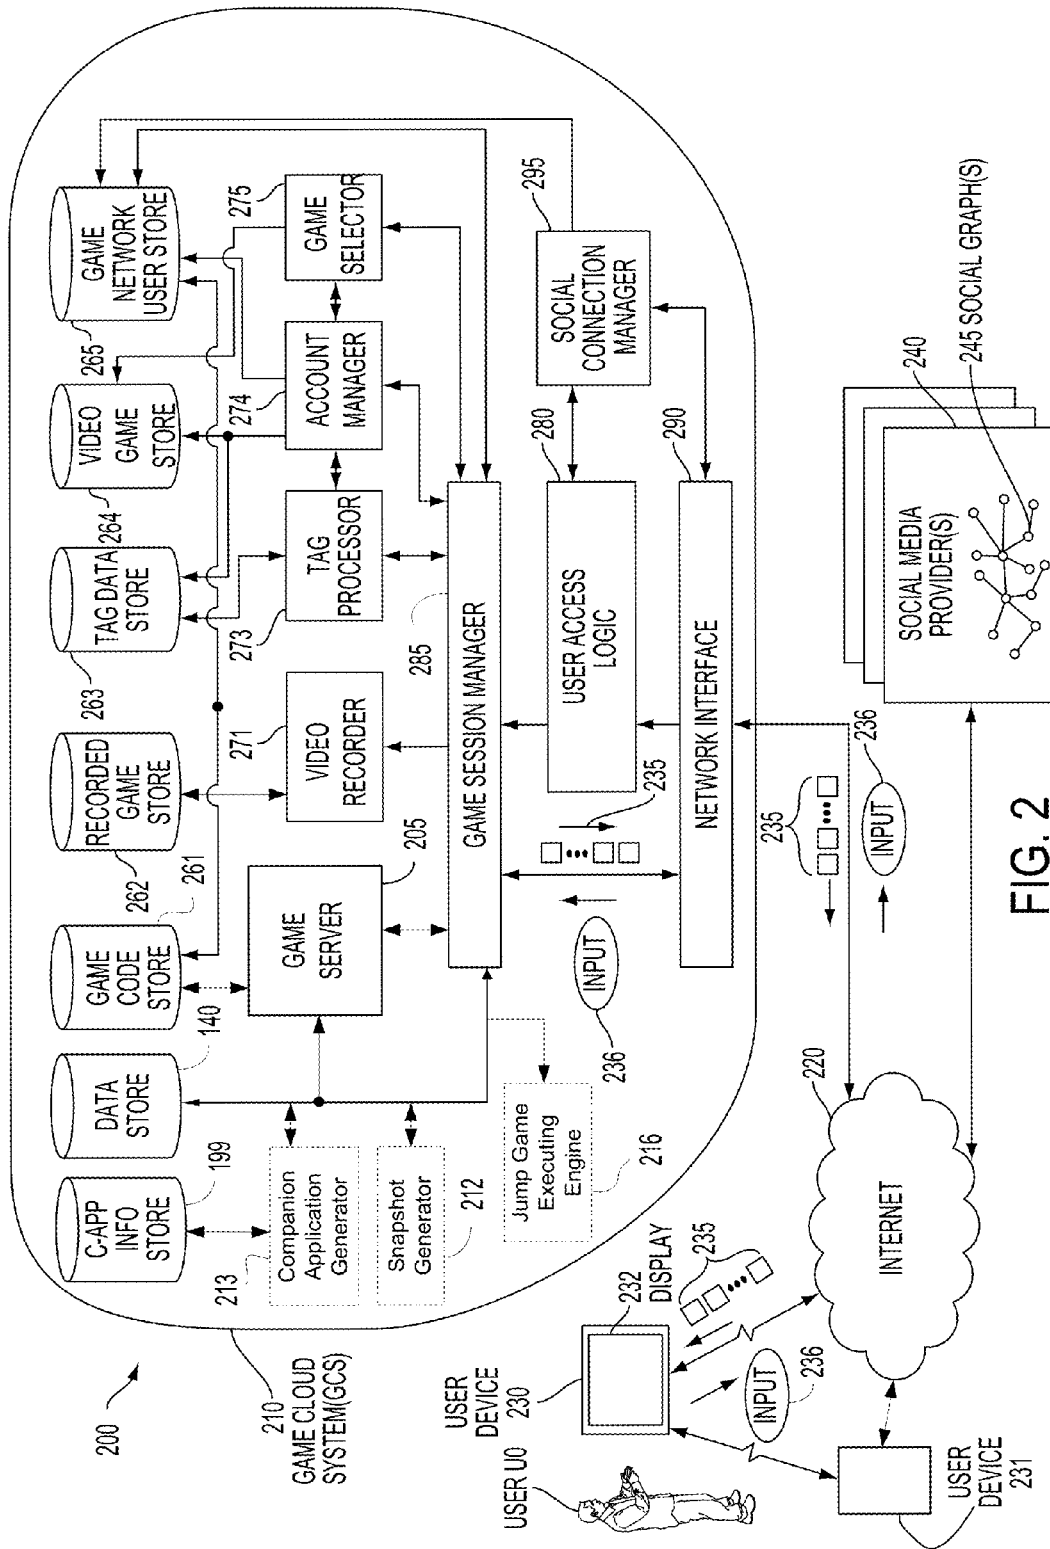 200
210
GAME CLOUD
SYSTEM(GCS)
C-APP
INFO
STORE
199
DATA
STORE
140
GAME
CODE
STORE
261
RECORDED
GAME
STORE
262
TAG DATA
STORE
263
VIDEO
GAME
STORE
264
GAME
NETWORK
USER STORE
265
Companion
Application
Generator
213
Snapshot
Generator
212
Jump Game
Executing
Engine
216
GAME
SERVER
205
VIDEO
RECORDER
271
TAG
PROCESSOR
273
ACCOUNT
MANAGER
274
GAME
SELECTOR
275
GAME SESSION MANAGER
285
INPUT
236
235
USER ACCESS
LOGIC
280
SOCIAL
CONNECTION
MANAGER
295
NETWORK INTERFACE
290
USER U0
USER
DEVICE
230
232
DISPLAY
235
INPUT
236
USER
DEVICE
231
INTERNET
220
235
INPUT
236
SOCIAL MEDIA
PROVIDER(S)
240
245 SOCIAL GRAPH(S)
FIG. 2